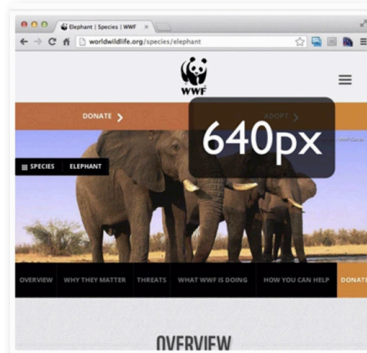 Elephant | Species | WWF
worldwildlife.org/species/elephant
WWF
DONATE
ADOPT
640px
SPECIES ELEPHANT
OVERVIEW WHY THEY MATTER THREATS WHAT WWF IS DOING HOW YOU CAN HELP DONATE
OVERVIEW